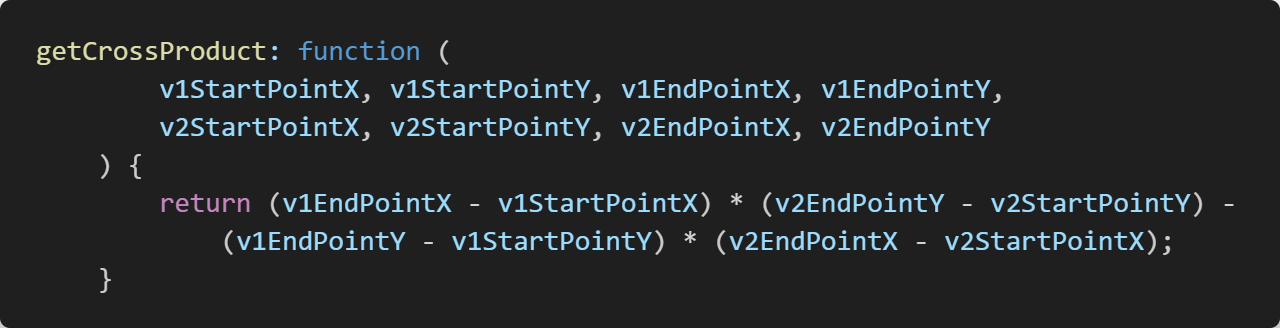 getCrossProduct: function (
        v1StartPointX, v1StartPointY, v1EndPointX, v1EndPointY,
        v2StartPointX, v2StartPointY, v2EndPointX, v2EndPointY
    ) {
        return (v1EndPointX - v1StartPointX) * (v2EndPointY - v2StartPointY) -
            (v1EndPointY - v1StartPointY) * (v2EndPointX - v2StartPointX);
    }